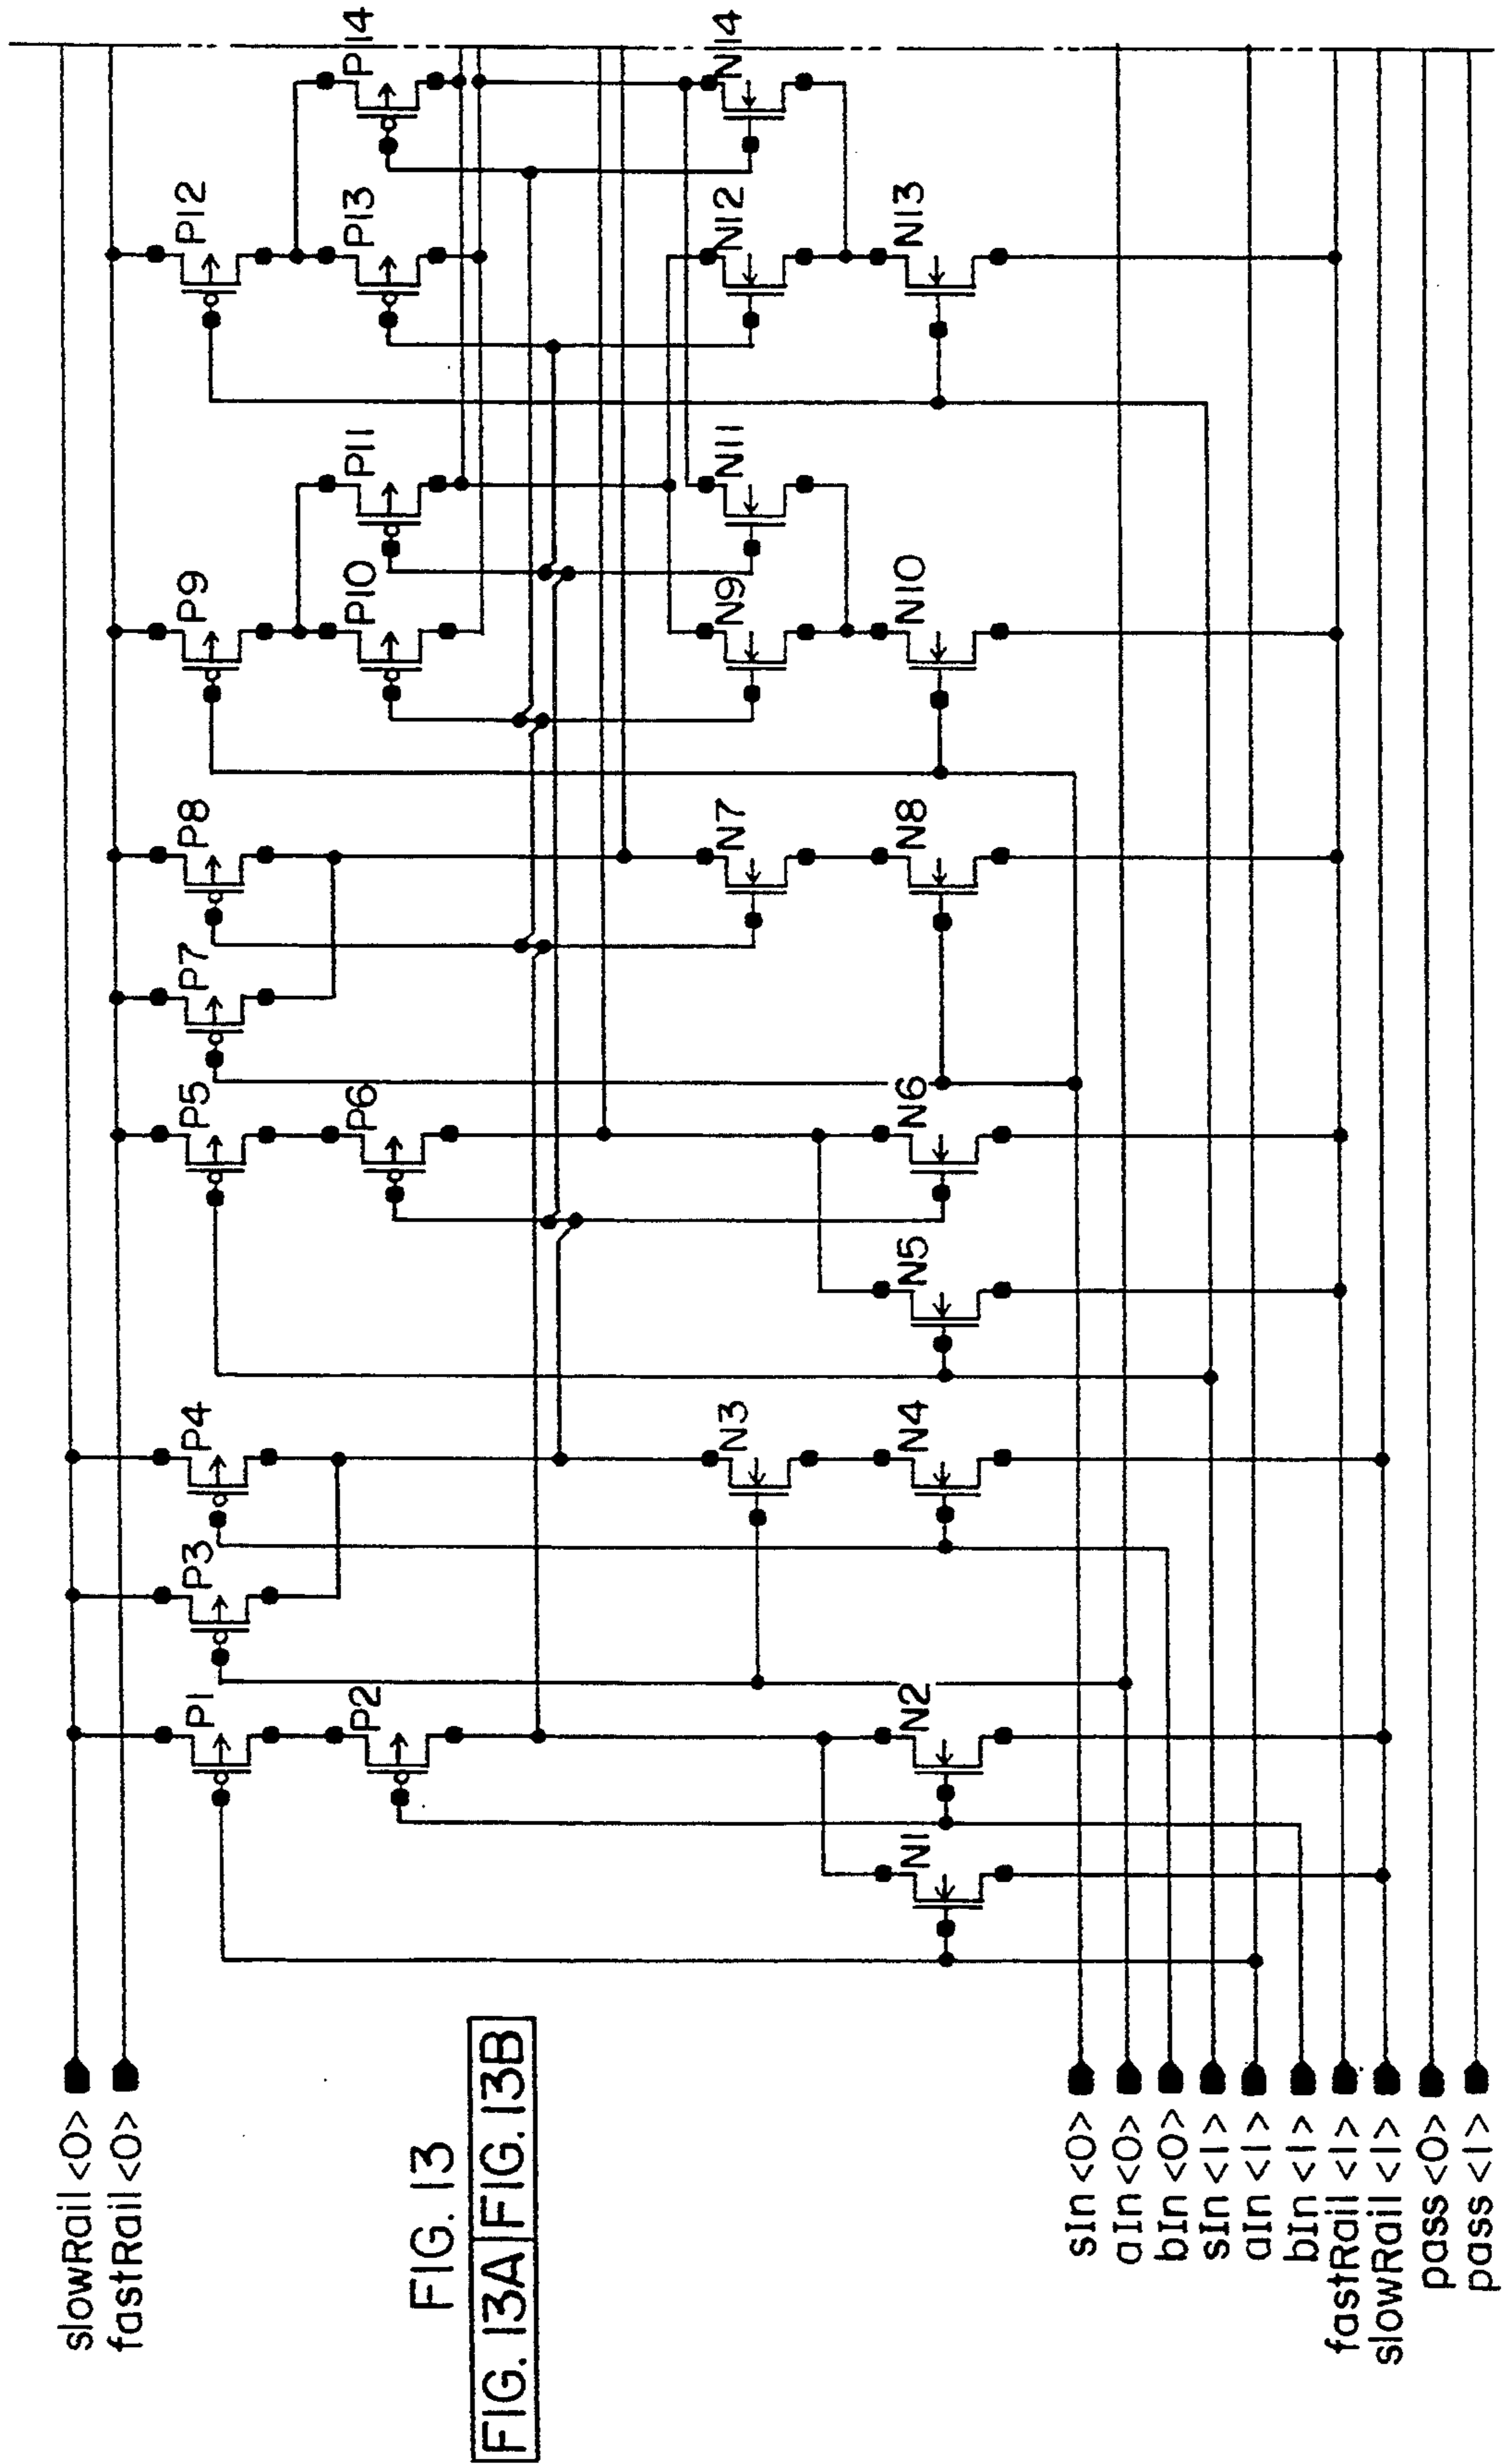 slowRail<0>
fastRail<0>
P1
P2
P3
P4
P5
P6
P7
P8
P9
P10
P11
P12
P13
P14
N1
N2
N3
N4
N5
N6
N7
N8
N9
N10
N11
N12
N13
N14
FIG. 13
FIG. 13A FIG. 13B
sIn<0>
aIn<0>
bIn<0>
sIn<1>
aIn<1>
bIn<1>
fastRail<1>
slowRail<1>
pass<0>
pass<1>